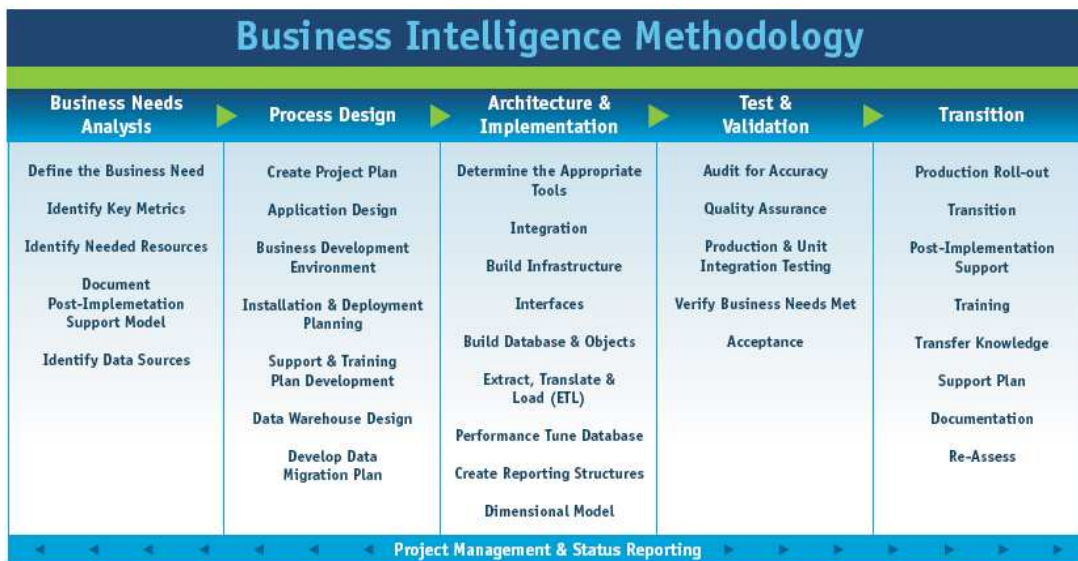 Business Intelligence Methodology
Business Needs
Analysis
Process Design
Architecture &
Implementation
Test &
Validation
Transition
Define the Business Need
Identify Key Metrics
Identify Needed Resources
Document
Post-Implemetation
Support Model
Identify Data Sources
Create Project Plan
Application Design
Business Development
Environment
Installation & Deployment
Planning
Support & Training
Plan Development
Data Warehouse Design
Develop Data
Migration Plan
Determine the Appropriate
Tools
Integration
Build Infrastructure
Interfaces
Build Database & Objects
Extract, Translate &
Load (ETL)
Performance Tune Database
Create Reporting Structures
Dimensional Model
Audit for Accuracy
Quality Assurance
Production & Unit
Integration Testing
Verify Business Needs Met
Acceptance
Production Roll-out
Transition
Post-Implementation
Support
Training
Transfer Knowledge
Support Plan
Documentation
Re-Assess
Project Management & Status Reporting